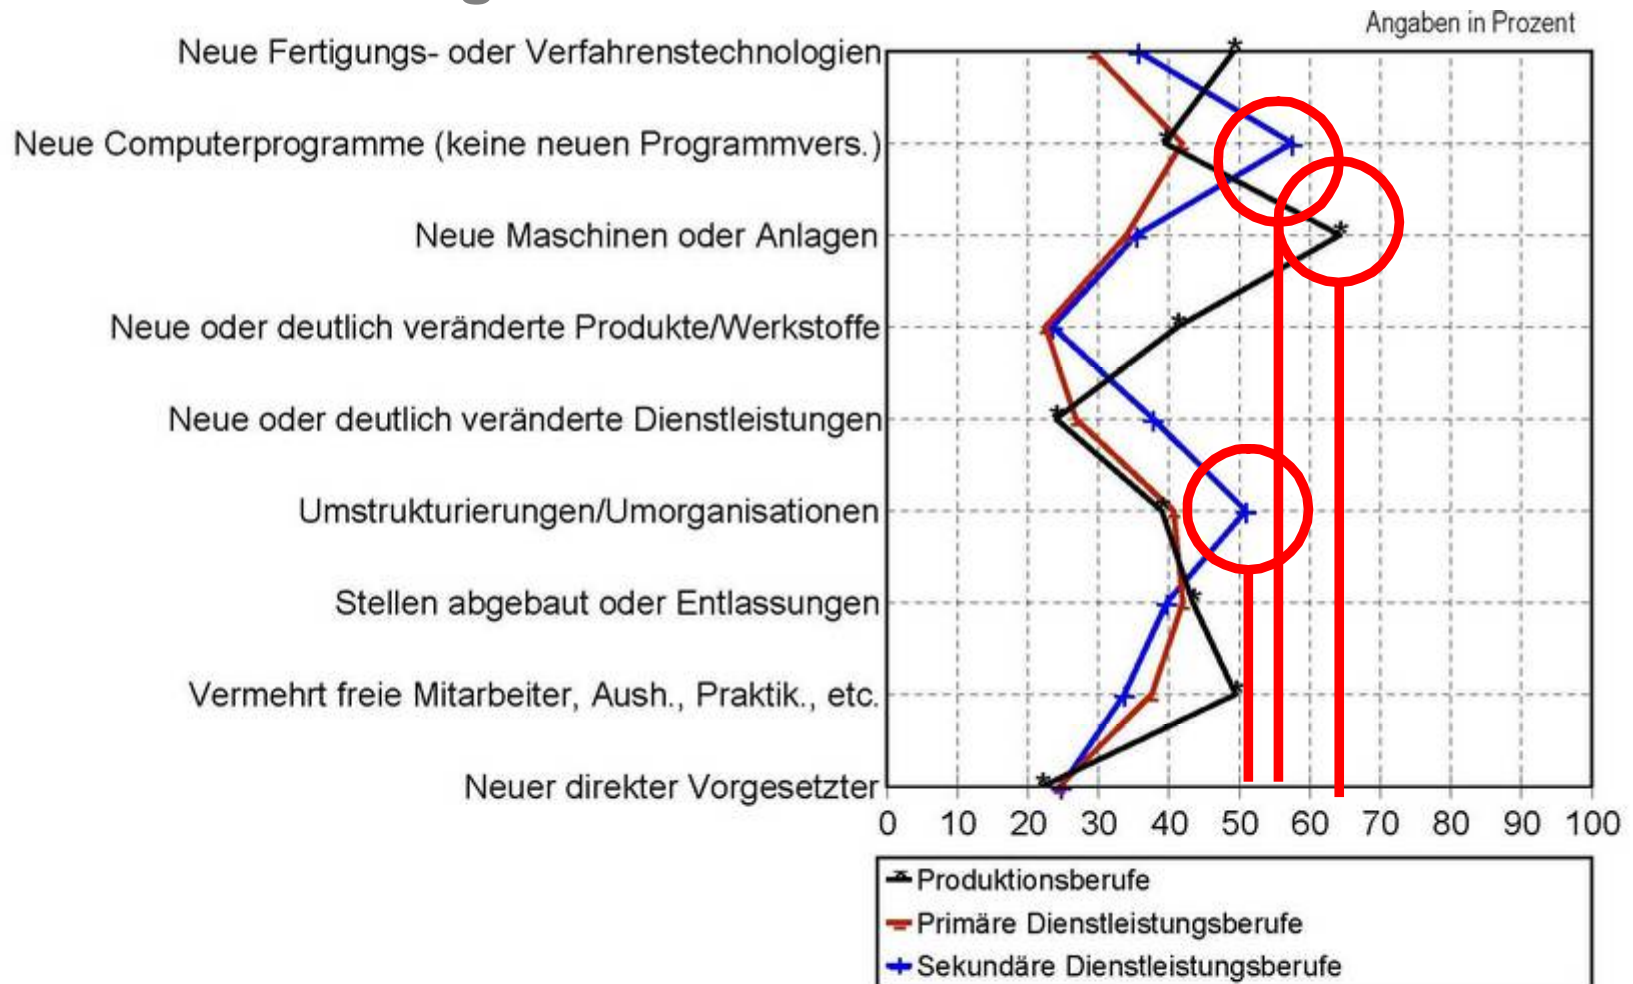 Angaben in Prozent
Neue Fertigungs- oder Verfahrenstechnologien
Neue Computerprogramme (keine neuen Programmvers.)
Neue Maschinen oder Anlagen
Neue oder deutlich veränderte Produkte/Werkstoffe
Neue oder deutlich veränderte Dienstleistungen
Umstrukturierungen/Umorganisationen
Stellen abgebaut oder Entlassungen
Vermehrt freie Mitarbeiter, Aush., Praktik., etc.
Neuer direkter Vorgesetzter
0 10 20 30 40 50 60 70 80 90 100
Produktionsberufe
Primäre Dienstleistungsberufe
Sekundäre Dienstleistungsberufe